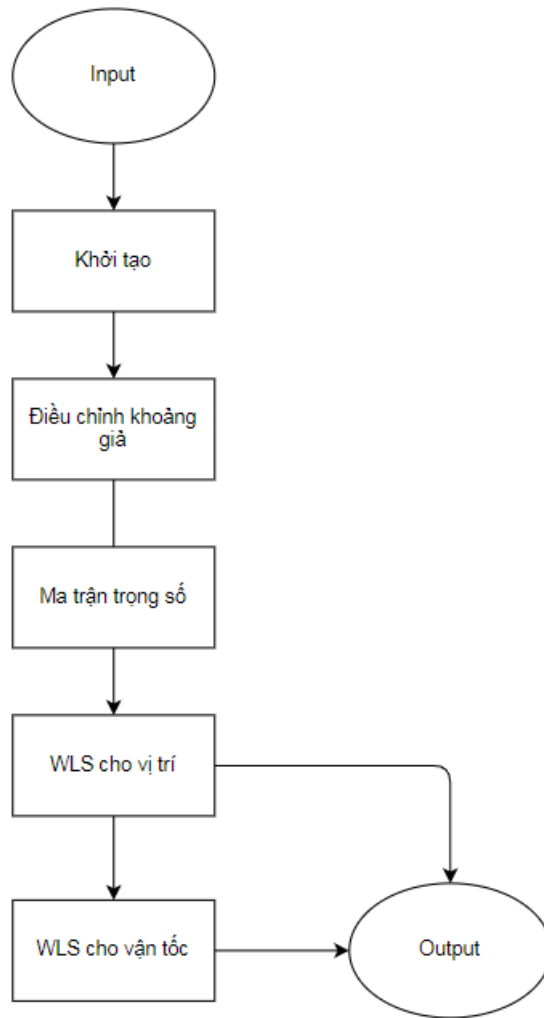 Input
Khởi tạo
Điều chỉnh khoảng
giả
Ma trận trọng số
WLS cho vị trí
WLS cho vận tốc
Output